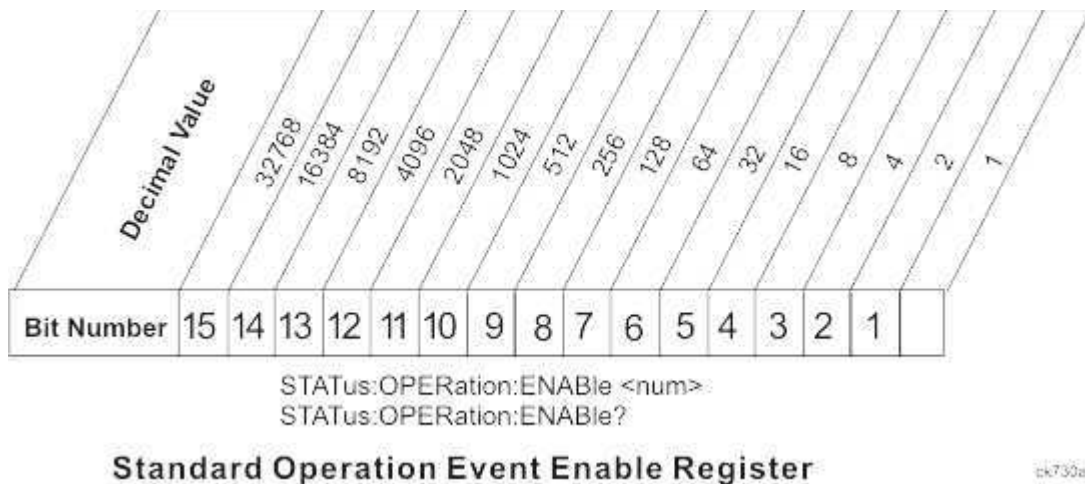 Decimal Value 32768 16384 8192 4096 2048 1024 512 256 128 64 32 16 8 4 2 1
Bit Number 15 14 13 12 11 10 9 8 7 6 5 4 3 2 1
STATus:OPERation:ENABle <num>
STATus:OPERation:ENABle?
Standard Operation Event Enable Register
ck730a